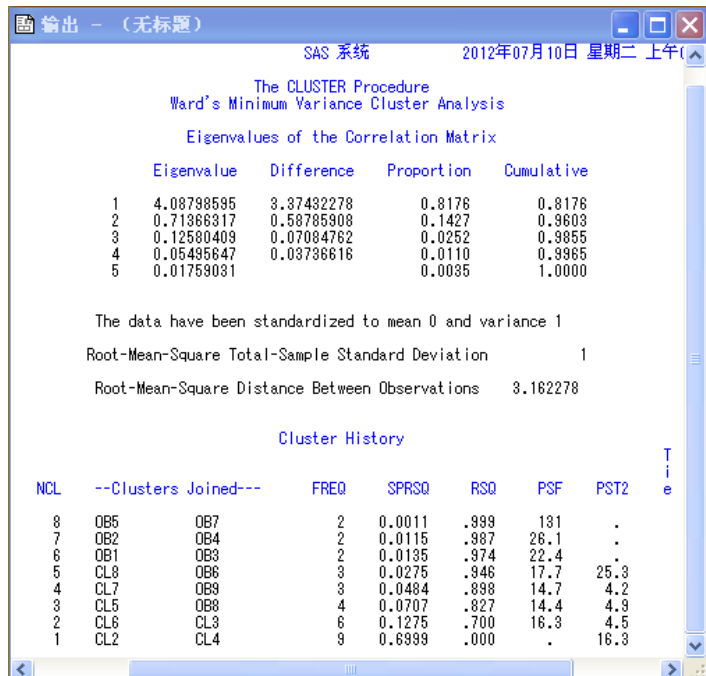 输出 - （无标题）
SAS 系统 2012年07月10日 星期二 上午(
The CLUSTER Procedure
Ward's Minimum Variance Cluster Analysis
Eigenvalues of the Correlation Matrix
Eigenvalue Difference Proportion Cumulative
1 4.08798595 3.37432278 0.8176 0.8176
2 0.71366317 0.58785908 0.1427 0.9603
3 0.12580409 0.07084762 0.0252 0.9855
4 0.05495647 0.03736616 0.0110 0.9965
5 0.01759031 0.0035 1.0000
The data have been standardized to mean 0 and variance 1
Root-Mean-Square Total-Sample Standard Deviation 1
Root-Mean-Square Distance Between Observations 3.162278
Cluster History
T
i
NCL --Clusters Joined--- FREQ SPRSQ RSQ PSF PST2 e
8 OB5 OB7 2 0.0011 .999 131 .
7 OB2 OB4 2 0.0115 .987 26.1 .
6 OB1 OB3 2 0.0135 .974 22.4 .
5 CL8 OB6 3 0.0275 .946 17.7 25.3
4 CL7 OB9 3 0.0484 .898 14.7 4.2
3 CL5 OB8 4 0.0707 .827 14.4 4.9
2 CL6 CL3 6 0.1275 .700 16.3 4.5
1 CL2 CL4 9 0.6999 .000 . 16.3